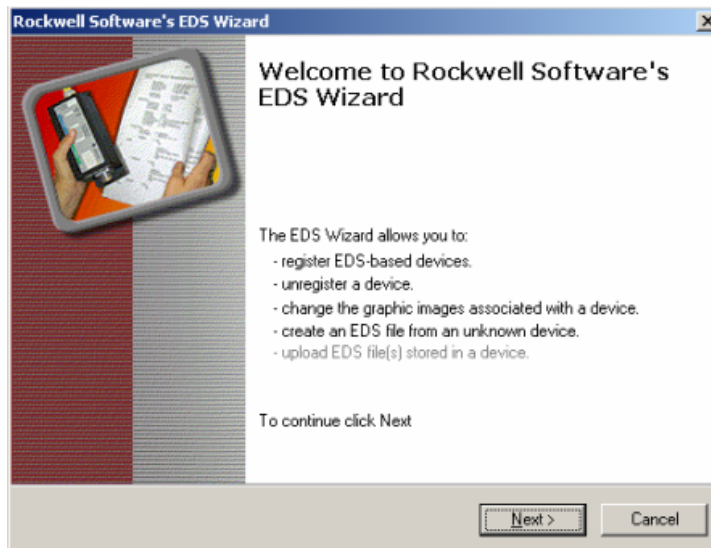 Rockwell Software's EDS Wizard
Welcome to Rockwell Software's
EDS Wizard
The EDS Wizard allows you to:
- register EDS-based devices.
- unregister a device.
- change the graphic images associated with a device.
- create an EDS file from an unknown device.
- upload EDS file(s) stored in a device.
To continue click Next
Next >
Cancel